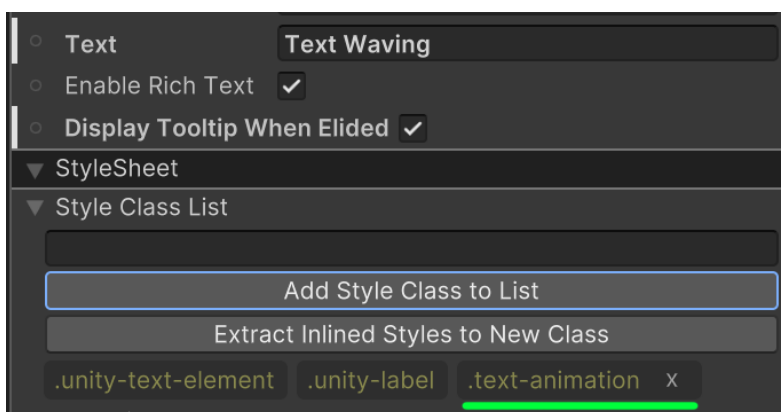 Text Text Waving
Enable Rich Text
Display Tooltip When Elided
StyleSheet
Style Class List
Add Style Class to List
Extract Inlined Styles to New Class
.unity-text-element .unity-label .text-animation x